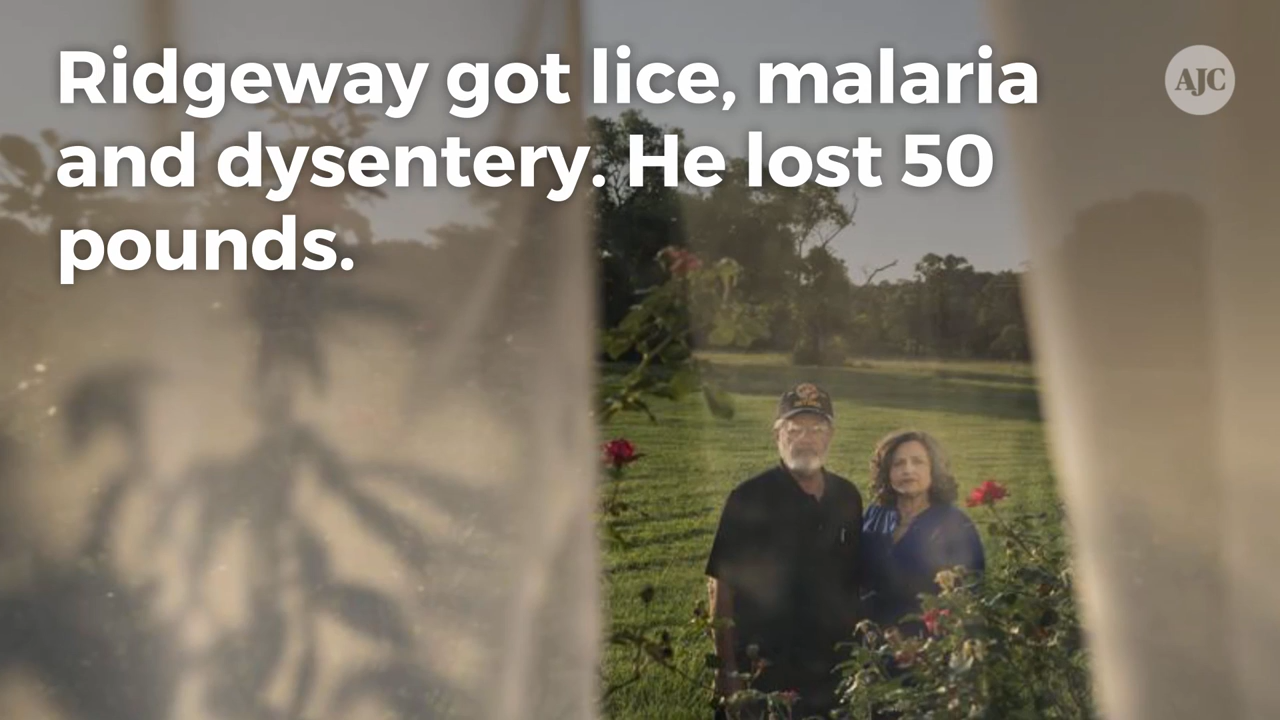 Ridgeway got lice, malaria
and dysentery. He lost 50
pounds.
AJC